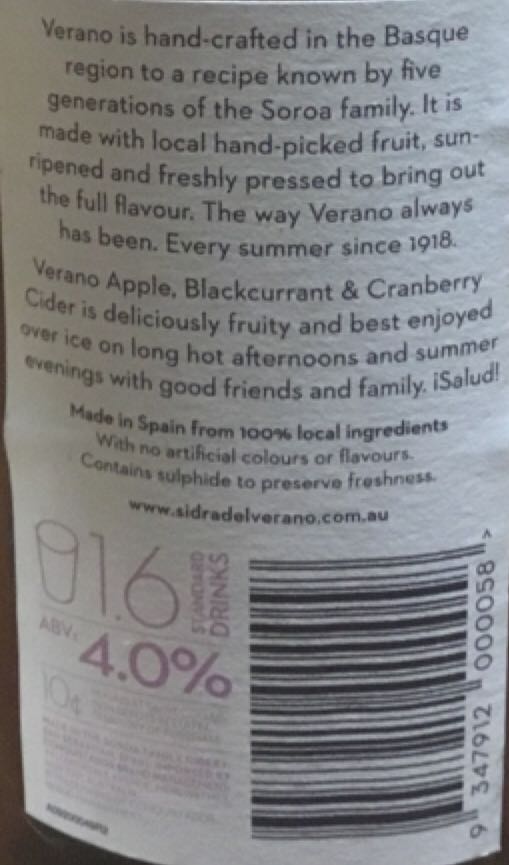 Verano is hand-crafted in the Basque
region to a recipe known by five
generations of the Soroa family. It is
made with local hand-picked fruit, sun-
ripened and freshly pressed to bring out
the full flavour. The way Verano always
has been. Every summer since 1918.
Verano Apple, Blackcurrant & Cranberry
Cider is deliciously fruity and best enjoyed
over ice on long hot afternoons and summer
evenings with good friends and family. ¡Salud!
Made in Spain from 100% local ingredients
With no artificial colours or flavours.
Contains sulphide to preserve freshness.
www.sidradelverano.com.au
1.6 STANDARD
DRINKS
ABV.
4.0%
10¢
9 347912 000058 >